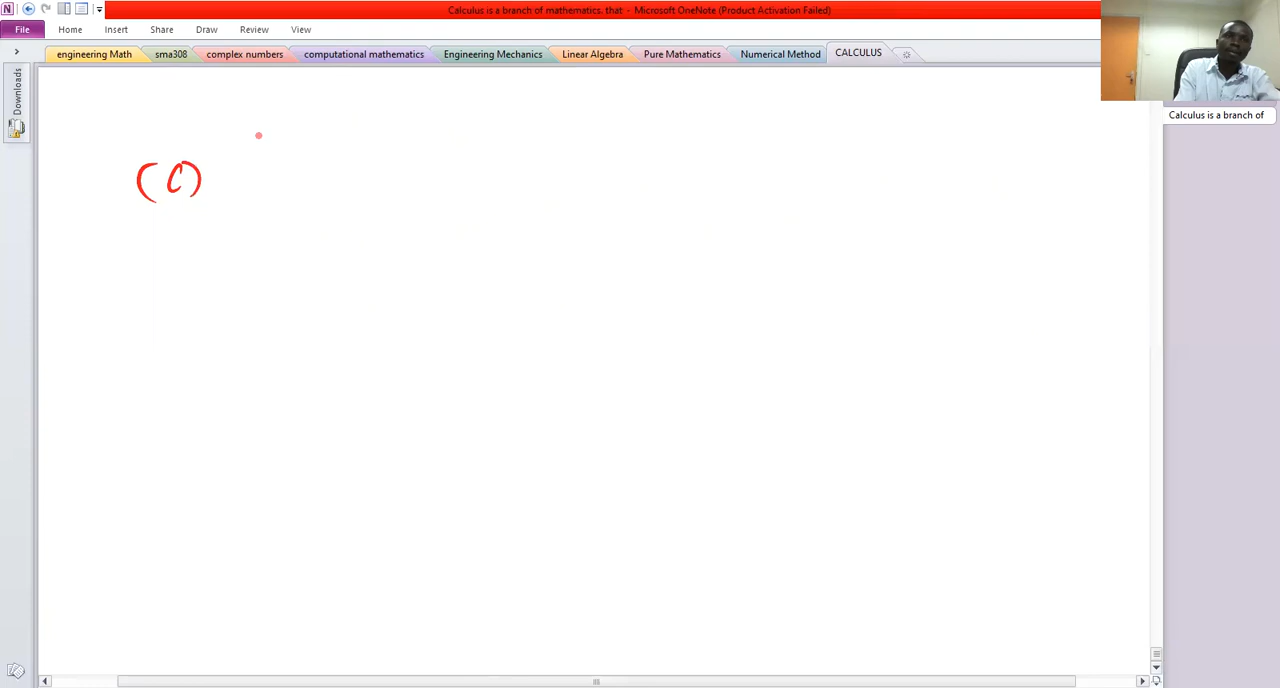 Calculus is a branch of mathematics. that - Microsoft OneNote (Product Activation Failed)
File Home Insert Share Draw Review View
engineering Math sma308 complex numbers computational mathematics Engineering Mechanics Linear Algebra Pure Mathematics Numerical Method CALCULUS
Downloads
Calculus is a branch of
(C)